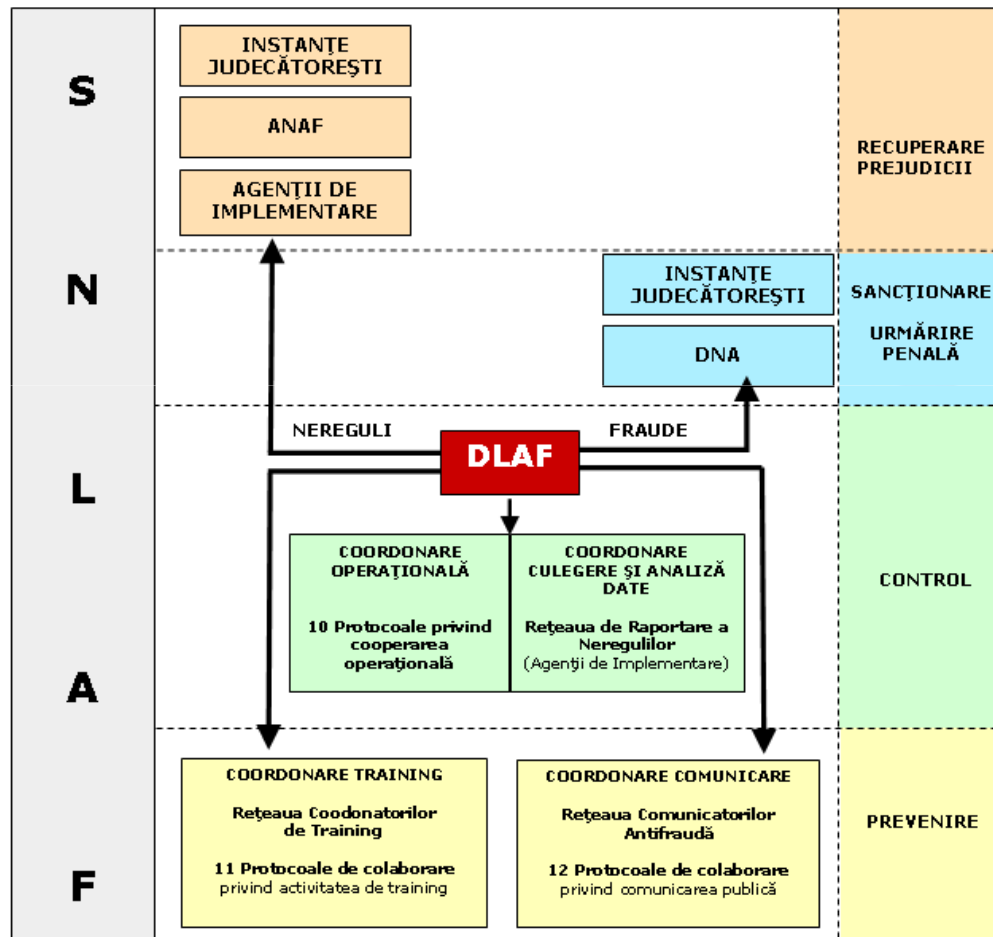 S
INSTANŢE
JUDECĂTOREŞTI
ANAF
AGENŢII DE
IMPLEMENTARE
RECUPERARE
PREJUDICII
N
INSTANŢE
JUDECĂTOREŞTI
DNA
SANCŢIONARE
URMĂRIRE
PENALĂ
L
NEREGULI
DLAF
FRAUDE
COORDONARE
OPERAŢIONALĂ
10 Protocoale privind
cooperarea
operaţională
COORDONARE
CULEGERE ŞI ANALIZĂ
DATE
Reţeaua de Raportare a
Neregulilor
(Agenţii de Implementare)
CONTROL
A
F
COORDONARE TRAINING
Reţeaua Coodonatorilor
de Training
11 Protocoale de colaborare
privind activitatea de training
COORDONARE COMUNICARE
Reţeaua Comunicatorilor
Antifraudă
12 Protocoale de colaborare
privind comunicarea publică
PREVENIRE